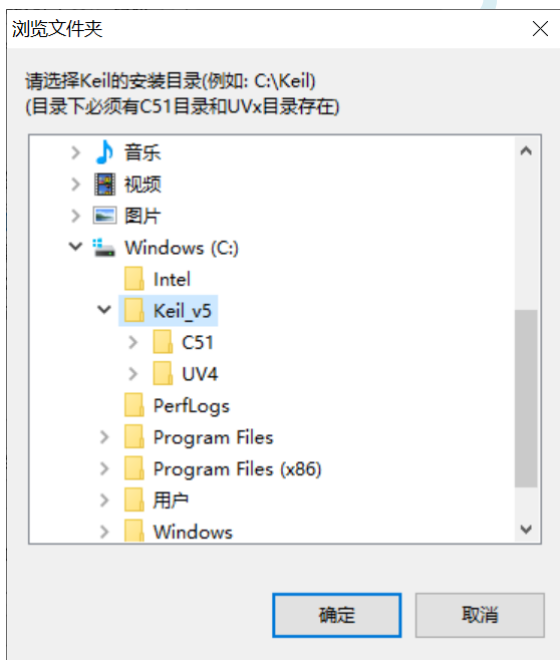 浏览文件夹
请选择Keil的安装目录(例如: C:\Keil)
(目录下必须有C51目录和UVx目录存在)
音乐
视频
图片
Windows (C:)
Intel
Keil_v5
C51
UV4
PerfLogs
Program Files
Program Files (x86)
用户
Windows
确定
取消